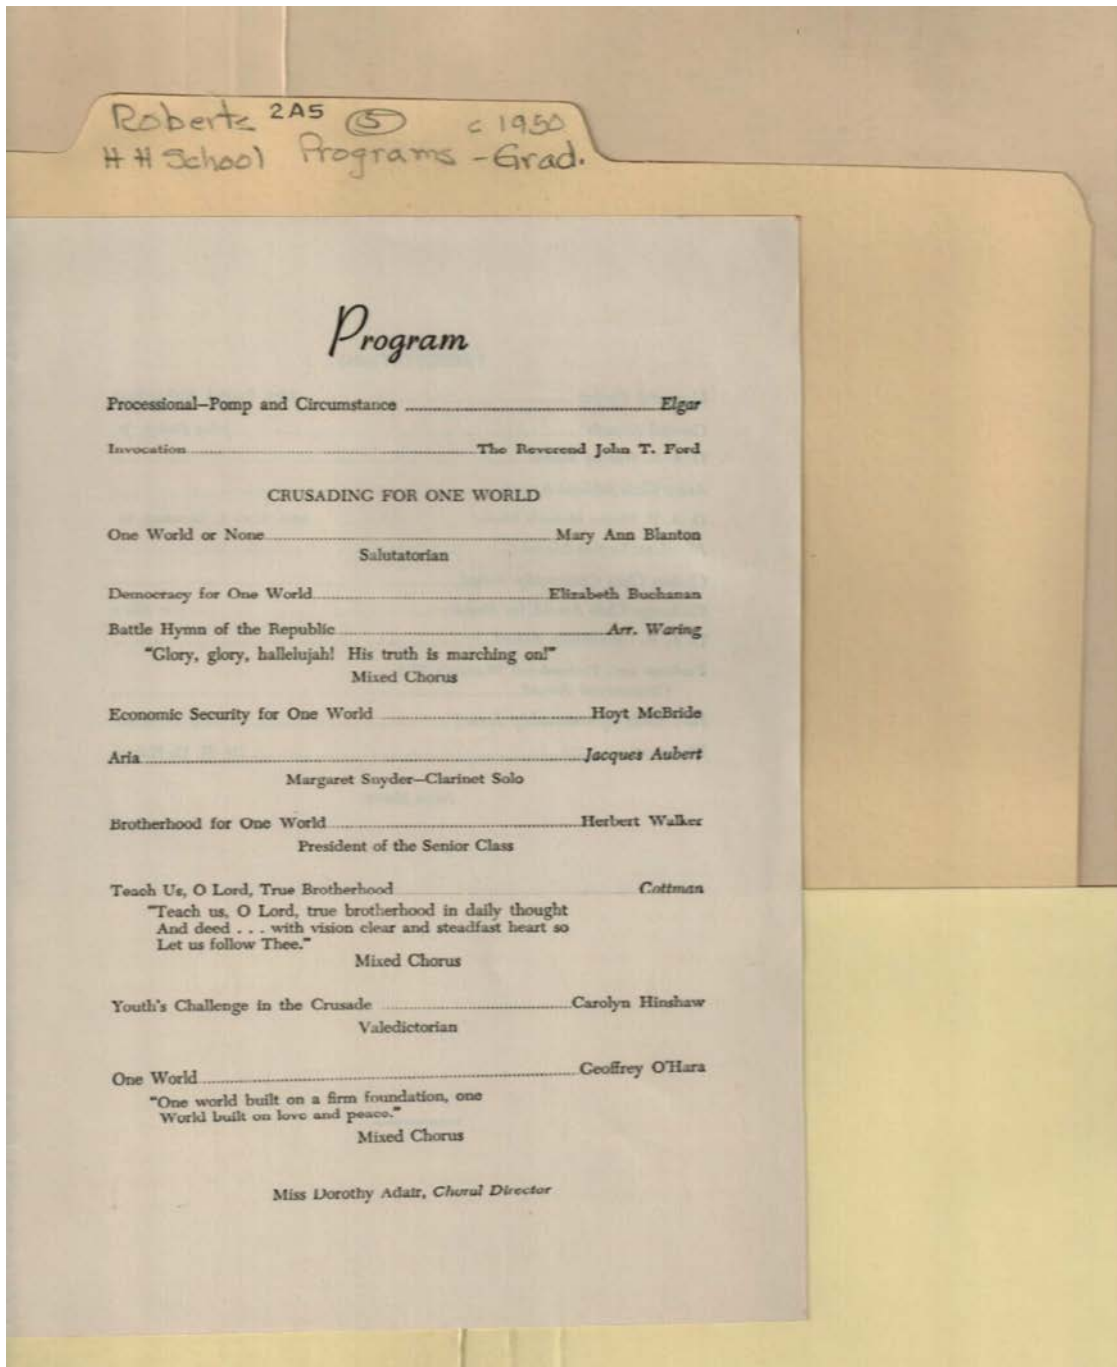 Roberts 2A5 5 c 1950
H H School Programs - Grad.
Program
Processional—Pomp and Circumstance Elgar
Invocation The Reverend John T. Ford
CRUSADING FOR ONE WORLD
One World or None Mary Ann Blanton
Salutatorian
Democracy for One World Elizabeth Buchanan
Battle Hymn of the Republic Arr. Waring
"Glory, glory, hallelujah! His truth is marching on!"
Mixed Chorus
Economic Security for One World Hoyt McBride
Aria Jacques Aubert
Margaret Snyder—Clarinet Solo
Brotherhood for One World Herbert Walker
President of the Senior Class
Teach Us, O Lord, True Brotherhood Cottman
"Teach us, O Lord, true brotherhood in daily thought
And deed . . . with vision clear and steadfast heart so
Let us follow Thee."
Mixed Chorus
Youth's Challenge in the Crusade Carolyn Hinshaw
Valedictorian
One World Geoffrey O'Hara
"One world built on a firm foundation, one
World built on love and peace."
Mixed Chorus
Miss Dorothy Adair, Choral Director